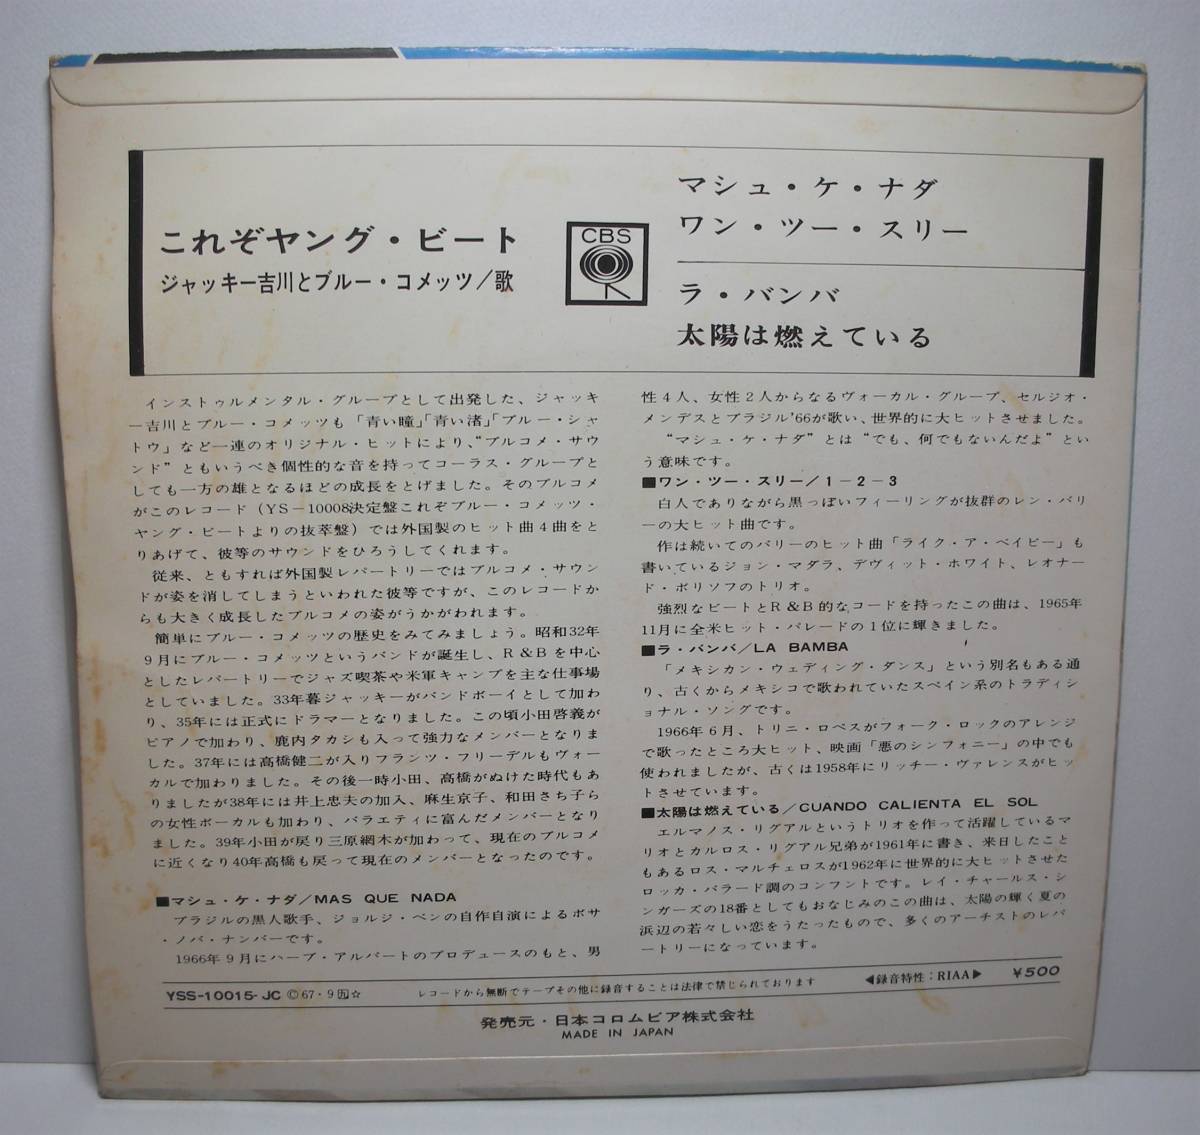 これぞヤング・ビート
ジャッキー吉川とブルー・コメッツ／歌
CBS
マシュ・ケ・ナダ
ワン・ツー・スリー
ラ・バンバ
太陽は燃えている
インストゥルメンタル・グループとして出発した、ジャッキ
ー吉川とブルー・コメッツも「青い瞳」「青い渚」「ブルー・シャ
トウ」など一連のオリジナル・ヒットにより、“ブルコメ・サウ
ンド”ともいうべき個性的な音を持ってコーラス・グループと
しても一方の雄となるほどの成長をとげました。そのブルコメ
がこのレコード（YS－10008決定盤これぞブルー・コメッツ・
ヤング・ビートよりの抜萃盤）では外国製のヒット曲4曲をと
りあげて、彼等のサウンドをひろうしてくれます。
従来、ともすれば外国製レパートリーではブルコメ・サウン
ドが姿を消してしまうといわれた彼等ですが、このレコードか
らも大きく成長したブルコメの姿がうかがわれます。
簡単にブルー・コメッツの歴史をみてみましょう。昭和32年
9月にブルー・コメッツというバンドが誕生し、R＆Bを中心
としたレパートリーでジャズ喫茶や米軍キャンプを主な仕事場
としていました。33年暮ジャッキーがバンドボーイとして加わ
り、35年には正式にドラマーとなりました。この頃小田啓義が
ピアノで加わり、鹿内タカシも入って強力なメンバーとなりま
した。37年には高橋健二が入りフランツ・フリーデルもヴォー
カルで加わりました。その後一時小田、高橋がぬけた時代もあ
りましたが38年には井上忠夫の加入、麻生京子、和田さち子ら
の女性ボーカルも加わり、バラエティに富んだメンバーとなり
ました。39年小田が戻り三原網木が加わって、現在のブルコメ
に近くなり40年高橋も戻って現在のメンバーとなったのです。
■マシュ・ケ・ナダ／MAS QUE NADA
ブラジルの黒人歌手、ジョルジ・ベンの自作自演によるボサ
・ノバ・ナンバーです。
1966年9月にハーブ・アルバートのプロデュースのもと、男
性4人、女性2人からなるヴォーカル・グループ、セルジオ・
メンデスとブラジル’66が歌い、世界的に大ヒットさせました。
“マシュ・ケ・ナダ”とは“でも、何でもないんだよ”とい
う意味です。
■ワン・ツー・スリー／1－2－3
白人でありながら黒っぽいフィーリングが抜群のレン・バリ
ーの大ヒット曲です。
作は続いてのバリーのヒット曲「ライク・ア・ベイビー」も
書いているジョン・マダラ、デヴィット・ホワイト、レオナー
ド・ボリソフのトリオ。
強烈なビートとR＆B的なコードを持ったこの曲は、1965年
11月に全米ヒット・パレードの1位に輝きました。
■ラ・バンバ／LA BAMBA
「メキシカン・ウェディング・ダンス」という別名もある通
り、古くからメキシコで歌われていたスペイン系のトラディシ
ョナル・ソングです。
1966年6月、トリニ・ロペスがフォーク・ロックのアレンジ
で歌ったところ大ヒット、映画「悪のシンフォニー」の中でも
使われましたが、古くは1958年にリッチー・ヴァレンスがヒッ
トさせています。
■太陽は燃えている／CUANDO CALIENTA EL SOL
エルマノス・リグアルというトリオを作って活躍しているマ
リオとカルロス・リグアル兄弟が1961年に書き、来日したこと
もあるロス・マルチェロスが1962年に世界的に大ヒットさせた
ロッカ・バラード調のコンフントです。レイ・チャールス・シ
ンガーズの18番としてもおなじみのこの曲は、太陽の輝く夏の
浜辺の若々しい恋をうたったもので、多くのアーチストのレパ
ートリーになっています。
YSS-10015-JC ©67・9 ☆
レコードから無断でテープその他に録音することは法律で禁じられております
◀録音特性：RIAA▶
￥500
発売元・日本コロムビア株式会社
MADE IN JAPAN